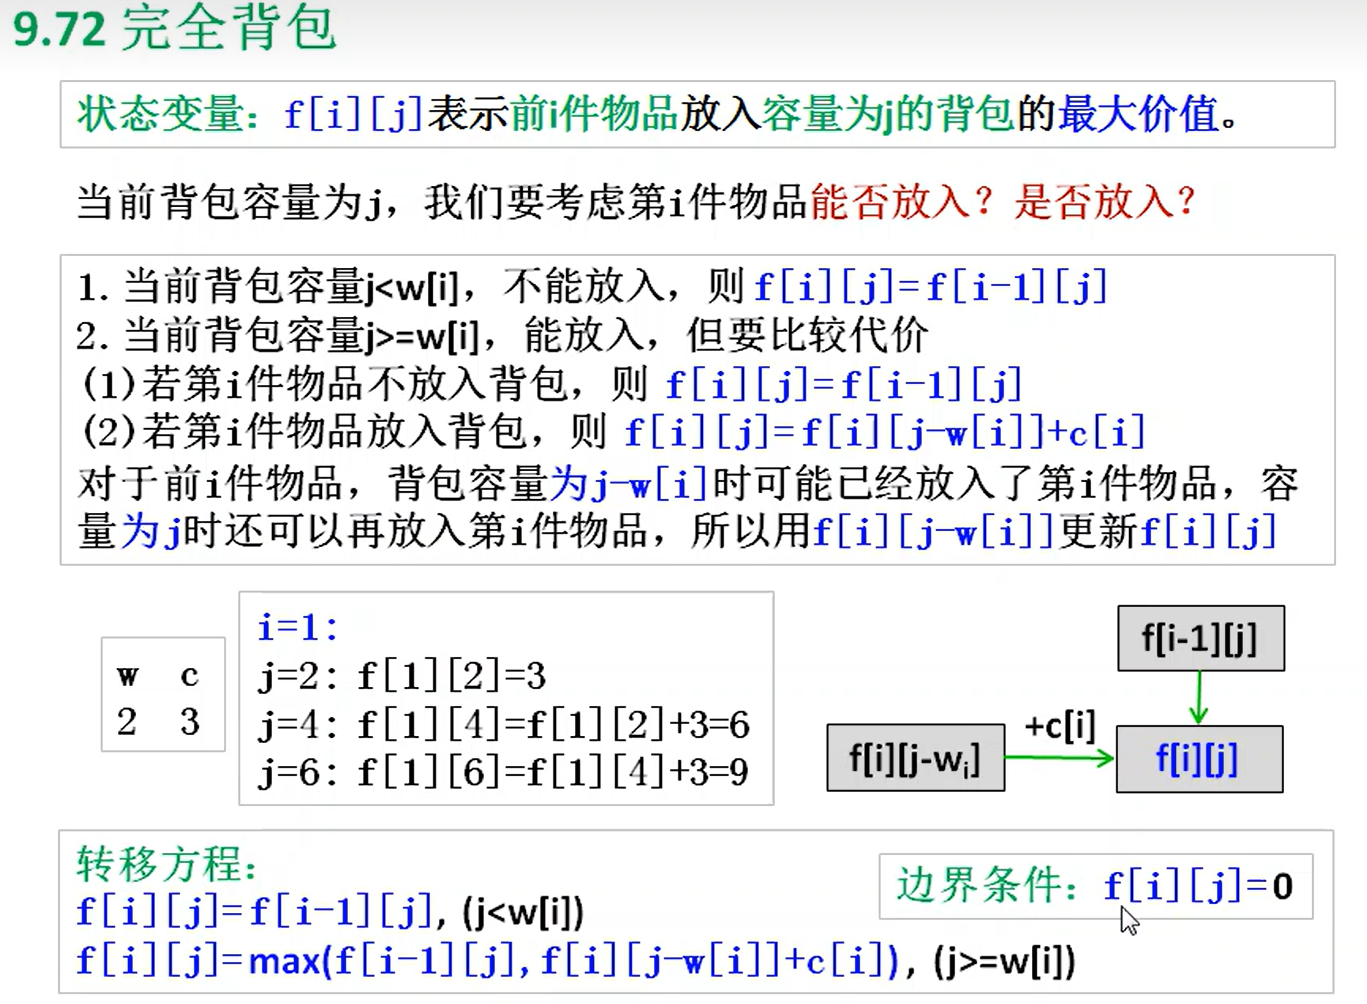 9.72 完全背包
状态变量：f[i][j]表示前i件物品放入容量为j的背包的最大价值。
当前背包容量为j，我们要考虑第i件物品能否放入？是否放入？
1. 当前背包容量j<w[i]，不能放入，则 f[i][j]=f[i-1][j]
2. 当前背包容量j>=w[i]，能放入，但要比较代价
(1)若第i件物品不放入背包，则 f[i][j]=f[i-1][j]
(2)若第i件物品放入背包，则 f[i][j]=f[i][j-w[i]]+c[i]
对于前i件物品，背包容量为j-w[i]时可能已经放入了第i件物品，容
量为j时还可以再放入第i件物品，所以用f[i][j-w[i]]更新f[i][j]
w c
2 3
i=1:
j=2: f[1][2]=3
j=4: f[1][4]=f[1][2]+3=6
j=6: f[1][6]=f[1][4]+3=9
f[i-1][j]
+c[i]
f[i][j-wi]
f[i][j]
转移方程：
f[i][j]=f[i-1][j], (j<w[i])
f[i][j]=max(f[i-1][j],f[i][j-w[i]]+c[i]), (j>=w[i])
边界条件：f[i][j]=0